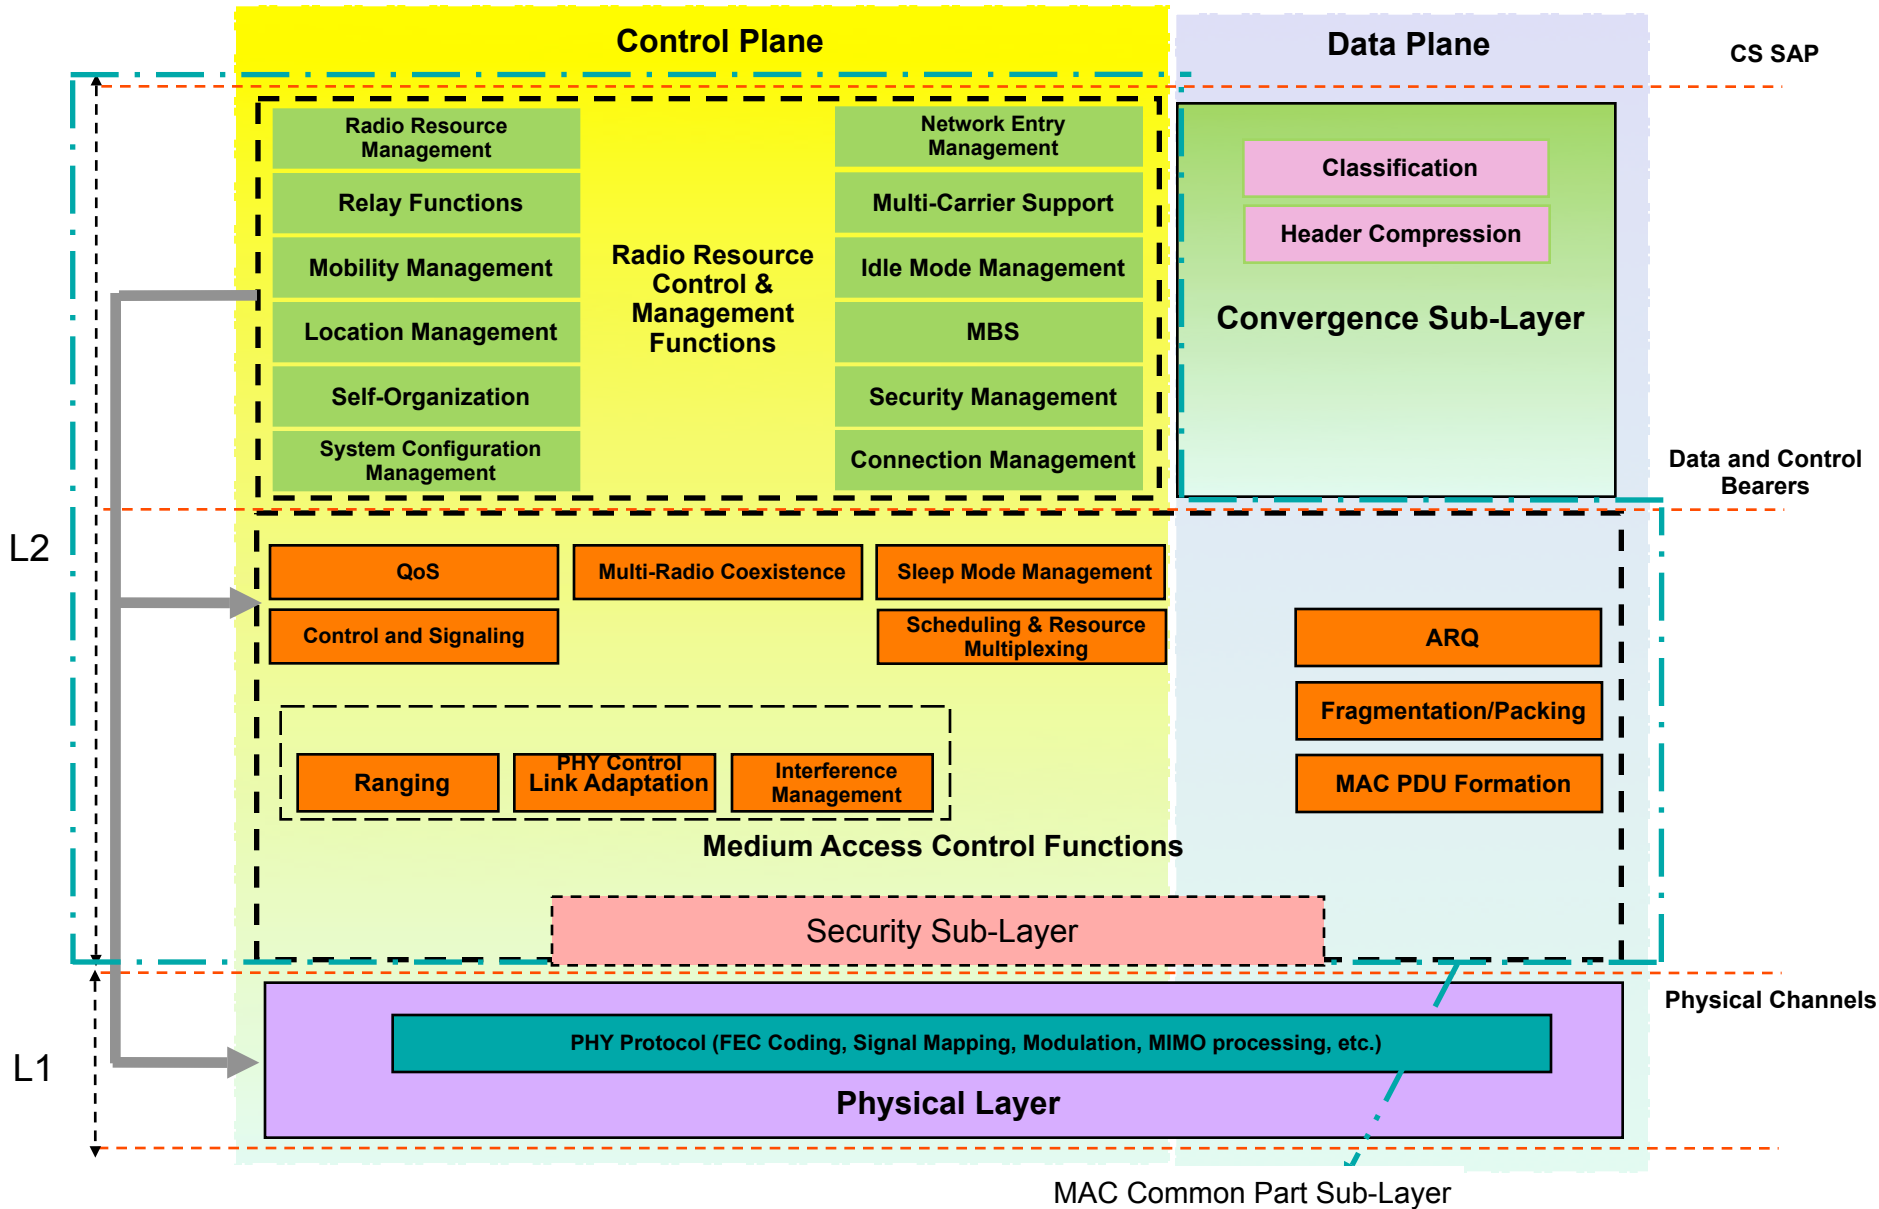 Control Plane
Data Plane
CS SAP
Radio Resource
Management
Relay Functions
Mobility Management
Location Management
Self-Organization
System Configuration
Management
Radio Resource
Control &
Management
Functions
Network Entry
Management
Multi-Carrier Support
Idle Mode Management
MBS
Security Management
Connection Management
Classification
Header Compression
Convergence Sub-Layer
Data and Control
Bearers
L2
QoS
Multi-Radio Coexistence
Sleep Mode Management
Control and Signaling
Scheduling & Resource
Multiplexing
ARQ
Fragmentation/Packing
MAC PDU Formation
Ranging
PHY Control
Link Adaptation
Interference
Management
Medium Access Control Functions
Security Sub-Layer
Physical Channels
L1
PHY Protocol (FEC Coding, Signal Mapping, Modulation, MIMO processing, etc.)
Physical Layer
MAC Common Part Sub-Layer